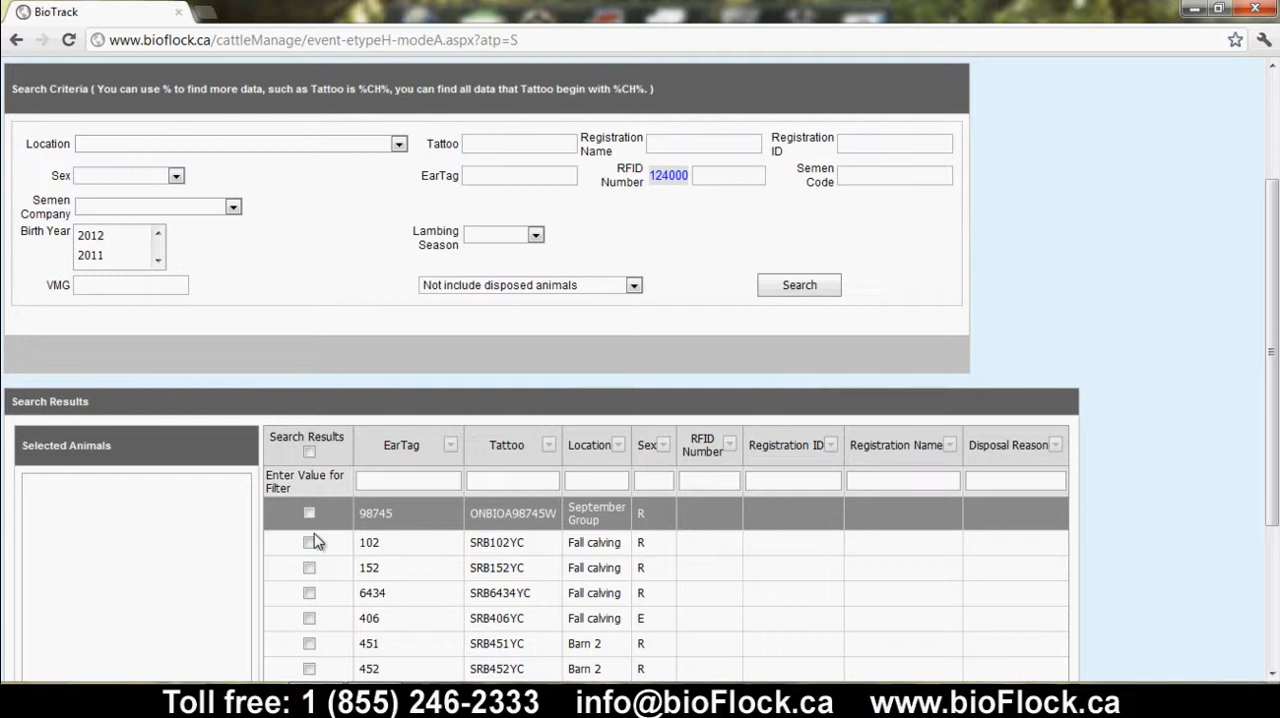 BioTrack
www.bioflock.ca/cattleManage/event-etypeH-modeA.aspx?atp=S
Search Criteria ( You can use % to find more data, such as Tattoo is %CH%, you can find all data that Tattoo begin with %CH%. )
Location
Tattoo
Registration Name
Registration ID
Sex
EarTag
RFID Number
124000
Semen Code
Semen Company
Birth Year
2012
2011
Lambing Season
VMG
Not include disposed animals
Search
Search Results
Selected Animals
Search Results EarTag Tattoo Location Sex RFID Number Registration ID Registration Name Disposal Reason
Enter Value for Filter
98745 ONBIOA98745W September Group R
102 SRB102YC Fall calving R
152 SRB152YC Fall calving R
6434 SRB6434YC Fall calving R
406 SRB406YC Fall calving E
451 SRB451YC Barn 2 R
452 SRB452YC Barn 2 R
Toll free: 1 (855) 246-2333 info@bioFlock.ca www.bioFlock.ca